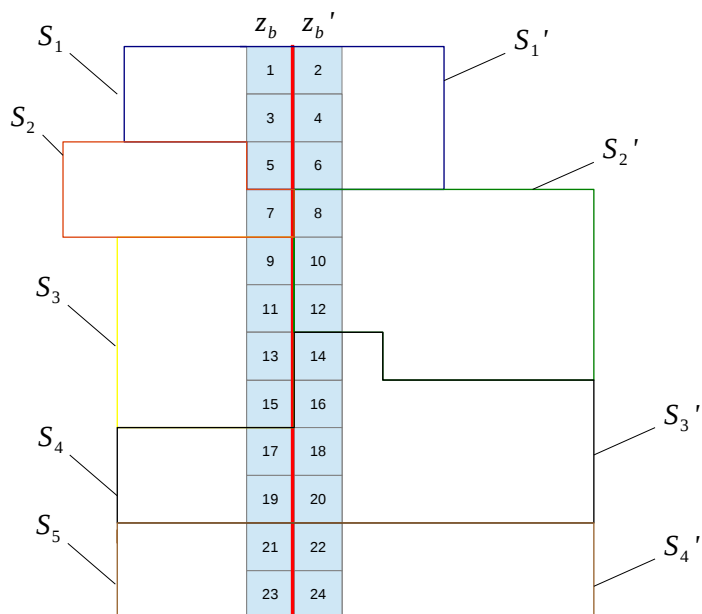 z_b z_b'
S_1
S_1'
1 2
3 4
S_2
S_2'
5 6
7 8
9 10
S_3
11 12
13 14
15 16
S_3'
S_4
17 18
19 20
S_5
S_4'
21 22
23 24